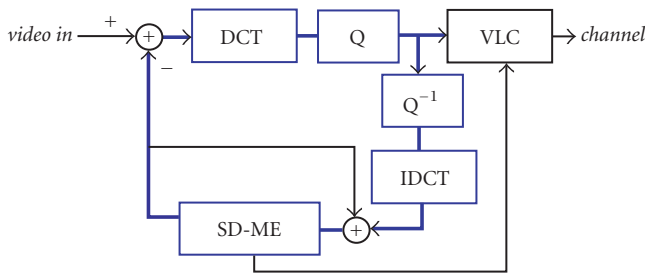 video in
+
+
DCT
Q
VLC
channel
−
Q⁻¹
IDCT
SD-ME
+